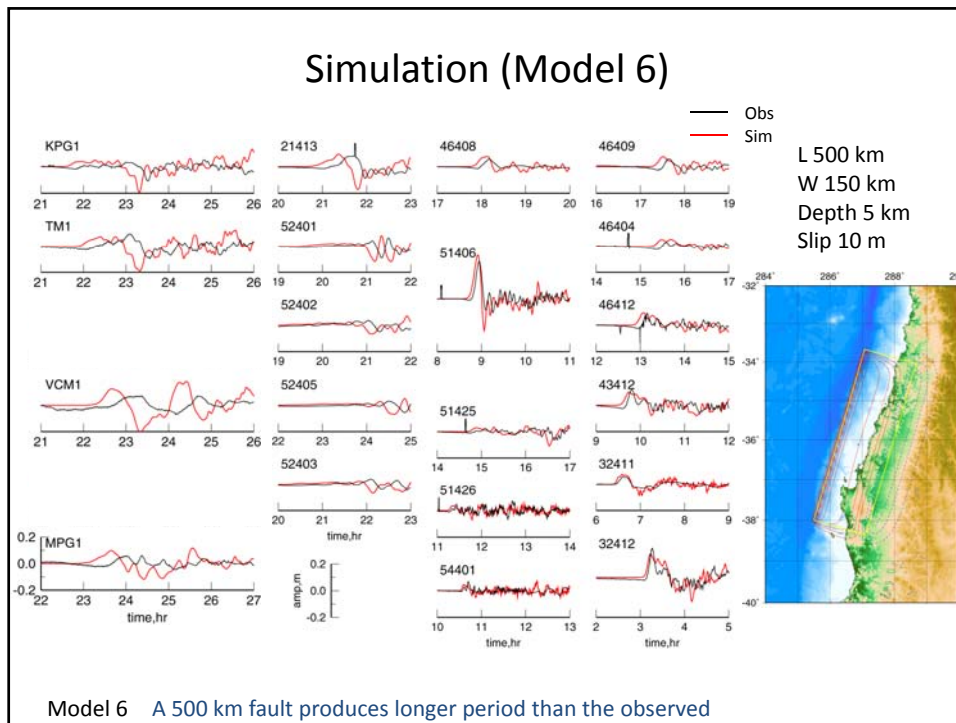 Simulation (Model 6)
Obs
Sim
L 500 km
W 150 km
Depth 5 km
Slip 10 m
KPG1
21 22 23 24 25 26
TM1
21 22 23 24 25 26
VCM1
21 22 23 24 25 26
MPG1
0.2
0.0
-0.2
22 23 24 25 26 27
time,hr
21413
20 21 22 23
52401
19 20 21 22
52402
19 20 21 22
52405
22 23 24 25
52403
20 21 22 23
time,hr
0.2
0.0
-0.2
amp,m
46408
17 18 19 20
51406
8 9 10 11
51425
14 15 16 17
51426
11 12 13 14
54401
10 11 12 13
time,hr
46409
16 17 18 19
46404
14 15 16 17
46412
12 13 14 15
43412
9 10 11 12
32411
6 7 8 9
32412
2 3 4 5
time,hr
284° 286° 288°
-32°
-34°
-36°
-38°
-40°
Model 6 A 500 km fault produces longer period than the observed